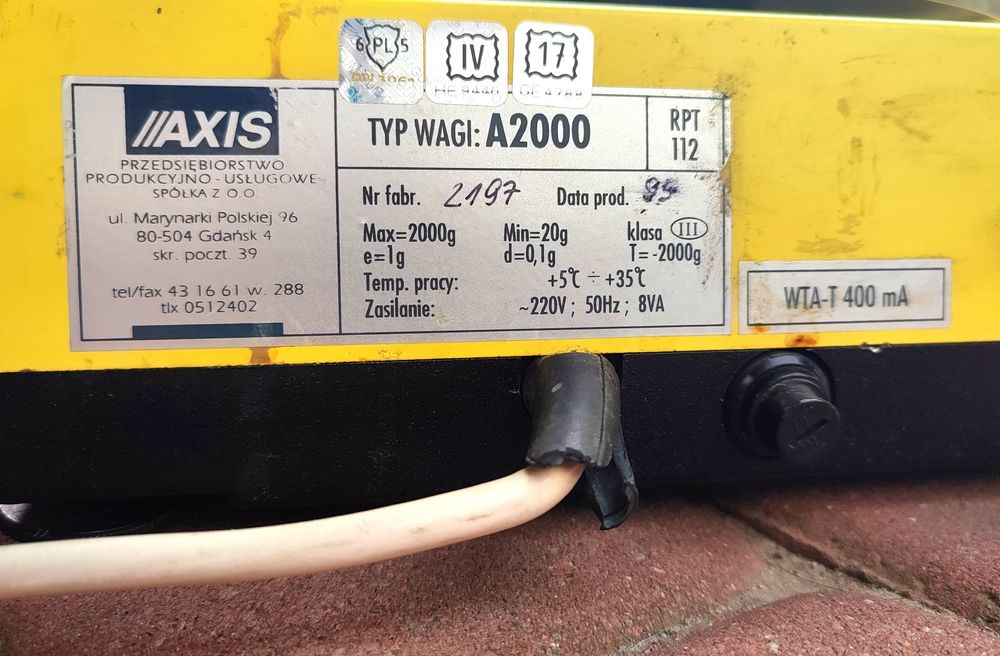 6 PL 5
IV
17
AXIS
PRZEDSIĘBIORSTWO
PRODUKCYJNO - USŁUGOWE
SPÓŁKA Z O.O.
ul. Marynarki Polskiej 96
80-504 Gdańsk 4
skr. poczt. 39
tel/fax 43 16 61 w. 288
tlx 0512402
TYP WAGI: A2000
RPT
112
Nr fabr. 2197 Data prod.
Max=2000g Min=20g klasa III
e=1g d=0,1g T= -2000g
Temp. pracy: +5°C ÷ +35°C
Zasilanie: ~220V ; 50Hz ; 8VA
WTA-T 400 mA